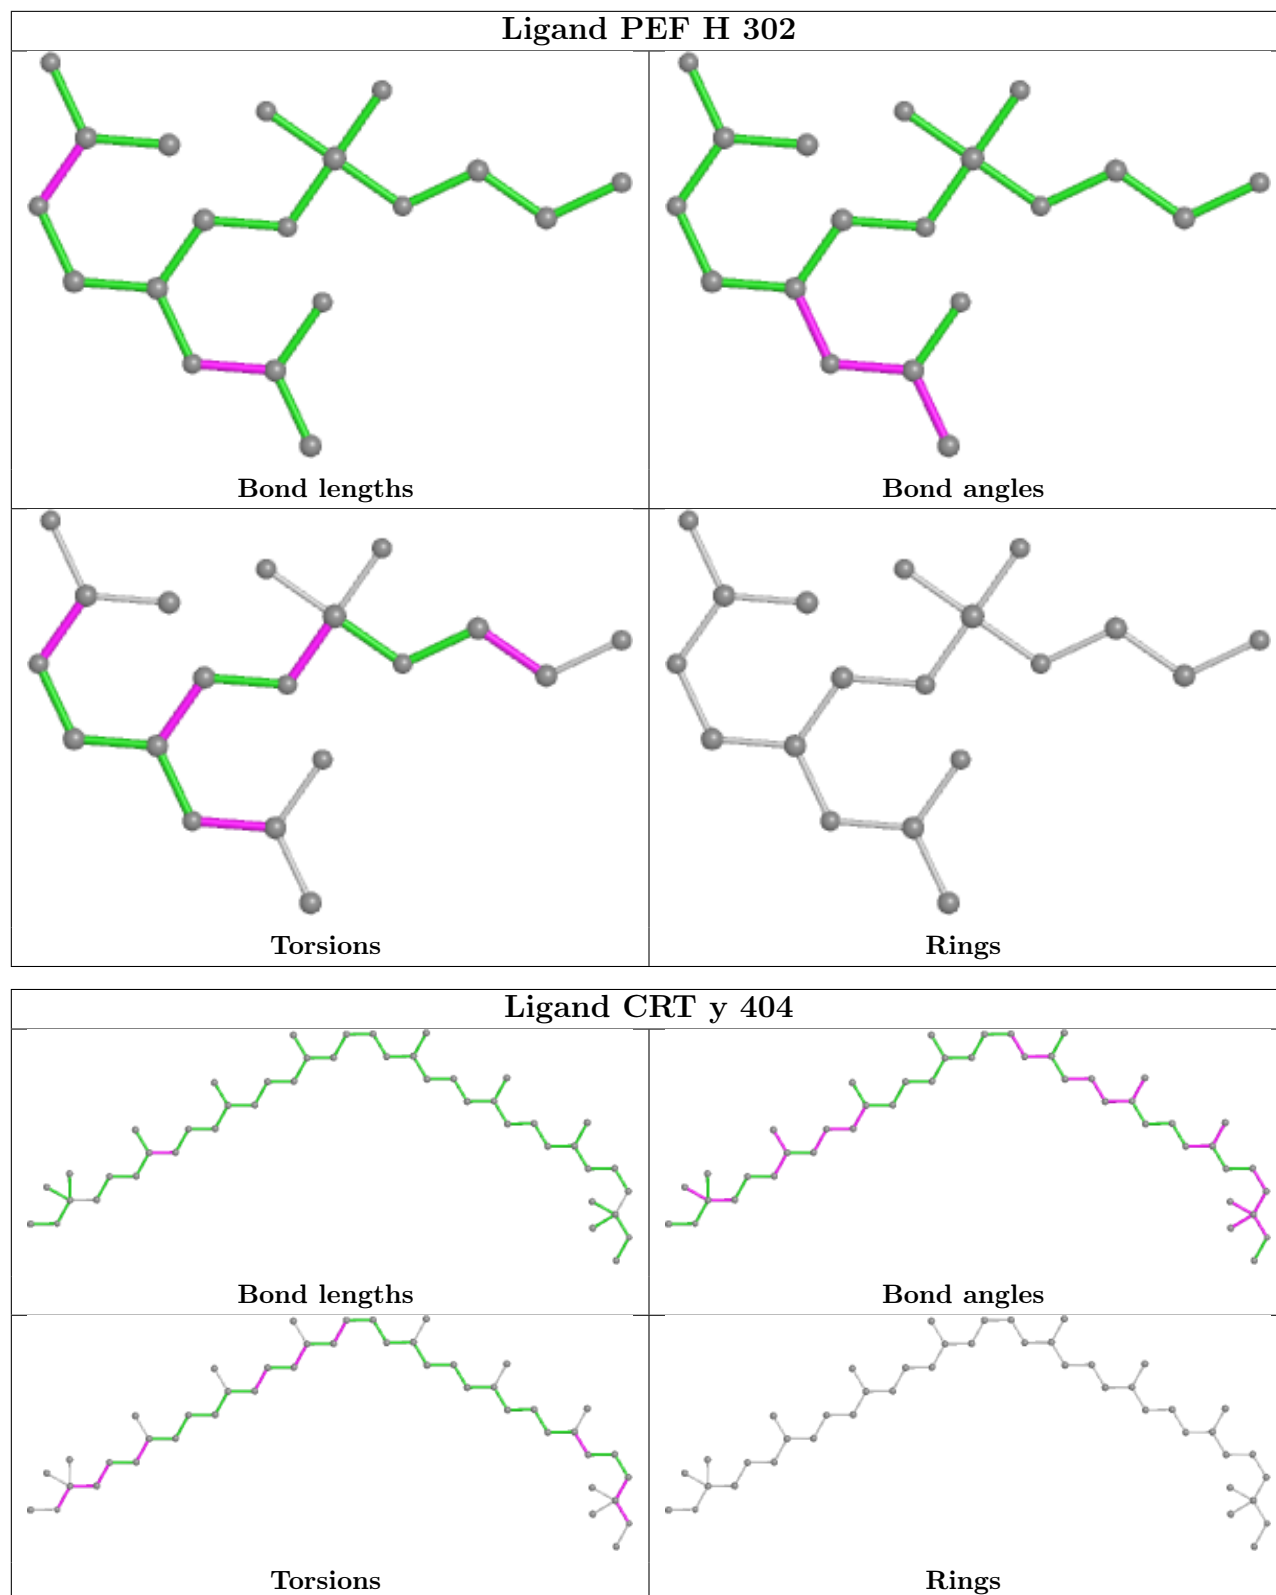 Ligand PEF H 302
Bond lengths
Bond angles
Torsions
Rings
Ligand CRT y 404
Bond lengths
Bond angles
Torsions
Rings